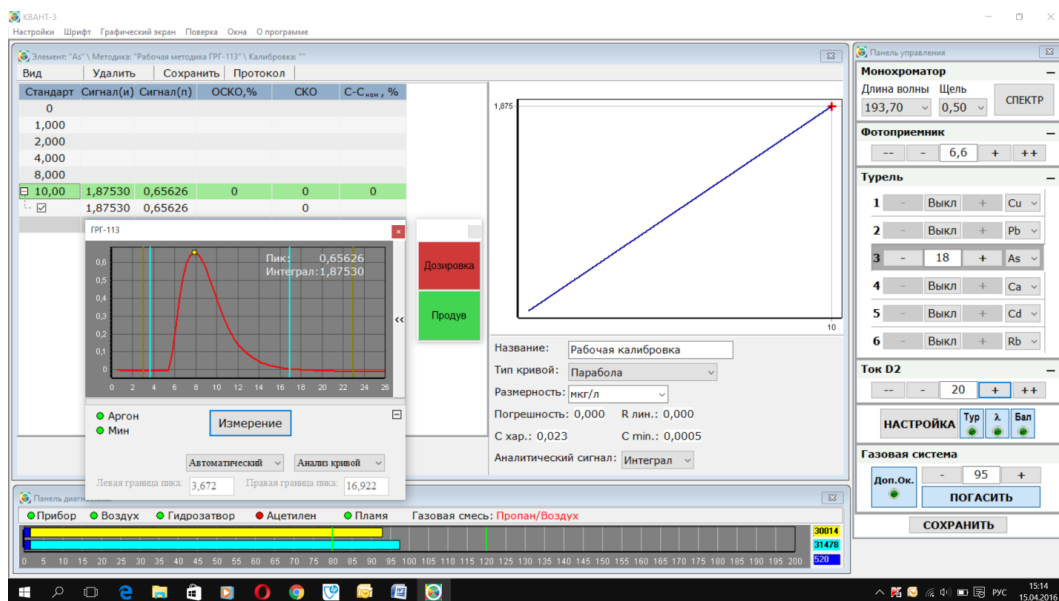 КВАНТ-3
Настройки Шрифт Графический экран Поверка Окна О программе
Элемент: "As" \ Методика: "Рабочая методика ГРГ-113" \ Калибровка: ""
Вид Удалить Сохранить Протокол
Стандарт Сигнал(и) Сигнал(п) ОСКО,% СКО С-Сном, %
0
1,000
2,000
4,000
8,000
10,00 1,87530 0,65626 0 0 0
1,87530 0,65626 0
ГРГ-113
Пик: 0,65626
Интеграл:1,87530
0,6
0,5
0,4
0,3
0,2
0,1
0
0 2 4 6 8 10 12 14 16 18 20 22 24 26
<<
Аргон
Мин
Измерение
Автоматический Анализ кривой
Левая граница пика: 3,672 Правая граница пика: 16,922
Дозировка
Продув
1,875
10
Название: Рабочая калибровка
Тип кривой: Парабола
Размерность: мкг/л
Погрешность: 0,000 R лин.: 0,000
С хар.: 0,023 С min.: 0,0005
Аналитический сигнал: Интеграл
Панель управления
Монохроматор
Длина волны Щель
193,70 0,50 СПЕКТР
Фотоприемник
-- - 6,6 + ++
Турель
1 - Выкл + Cu
2 - Выкл + Pb
3 - 18 + As
4 - Выкл + Ca
5 - Выкл + Cd
6 - Выкл + Rb
Ток D2
-- - 20 + ++
НАСТРОЙКА Тур λ Бал
Газовая система
Доп.Ок. - 95 +
ПОГАСИТЬ
СОХРАНИТЬ
Панель
Прибор Воздух Гидрозатвор Ацетилен Пламя Газовая смесь: Пропан/Воздух
30014
31478
520
0 5 10 15 20 25 30 35 40 45 50 55 60 65 70 75 80 85 90 95 100 105 110 115 120 125 130 135 140 145 150 155 160 165 170 175 180 185 190 195 200
РУС
15:14
15.04.2016